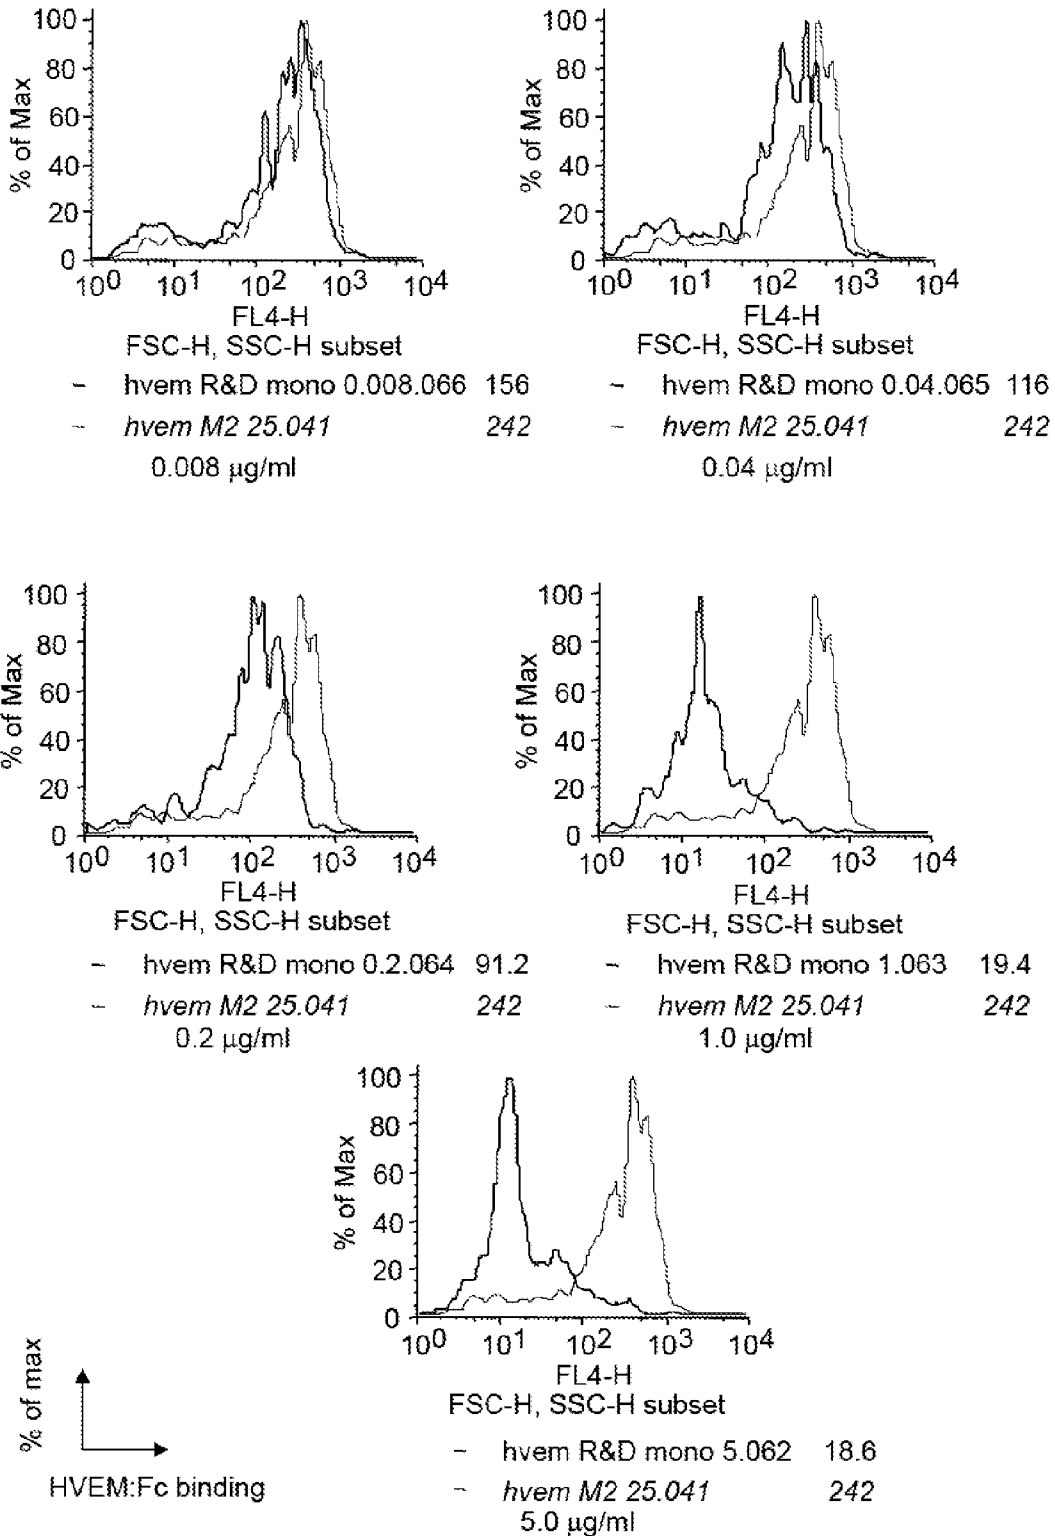 100
80
60
40
20
0
% of Max
10^0 10^1 10^2 10^3 10^4
FL4-H
FSC-H, SSC-H subset
– hvem R&D mono 0.008.066 156
– hvem M2 25.041 242
0.008 µg/ml
100
80
60
40
20
0
% of Max
10^0 10^1 10^2 10^3 10^4
FL4-H
FSC-H, SSC-H subset
– hvem R&D mono 0.04.065 116
– hvem M2 25.041 242
0.04 µg/ml
100
80
60
40
20
0
% of Max
10^0 10^1 10^2 10^3 10^4
FL4-H
FSC-H, SSC-H subset
– hvem R&D mono 0.2.064 91.2
– hvem M2 25.041 242
0.2 µg/ml
100
80
60
40
20
0
% of Max
10^0 10^1 10^2 10^3 10^4
FL4-H
FSC-H, SSC-H subset
– hvem R&D mono 1.063 19.4
– hvem M2 25.041 242
1.0 µg/ml
100
80
60
40
20
0
% of Max
10^0 10^1 10^2 10^3 10^4
FL4-H
FSC-H, SSC-H subset
– hvem R&D mono 5.062 18.6
– hvem M2 25.041 242
5.0 µg/ml
% of max
HVEM:Fc binding